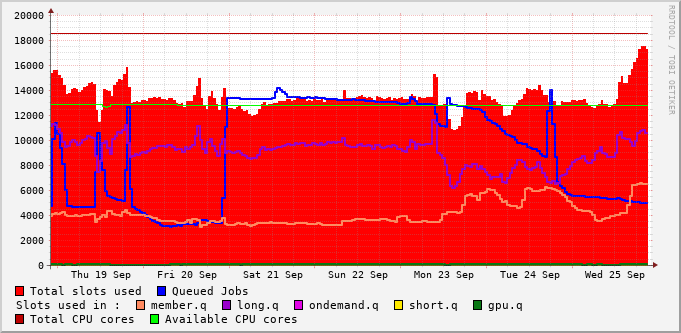 20000
18000
16000
14000
12000
10000
8000
6000
4000
2000
0
Thu 19 Sep Fri 20 Sep Sat 21 Sep Sun 22 Sep Mon 23 Sep Tue 24 Sep Wed 25 Sep
Total slots used Queued Jobs
Slots used in : member.q long.q ondemand.q short.q gpu.q
Total CPU cores Available CPU cores
RRDTOOL / TOBI OETIKER